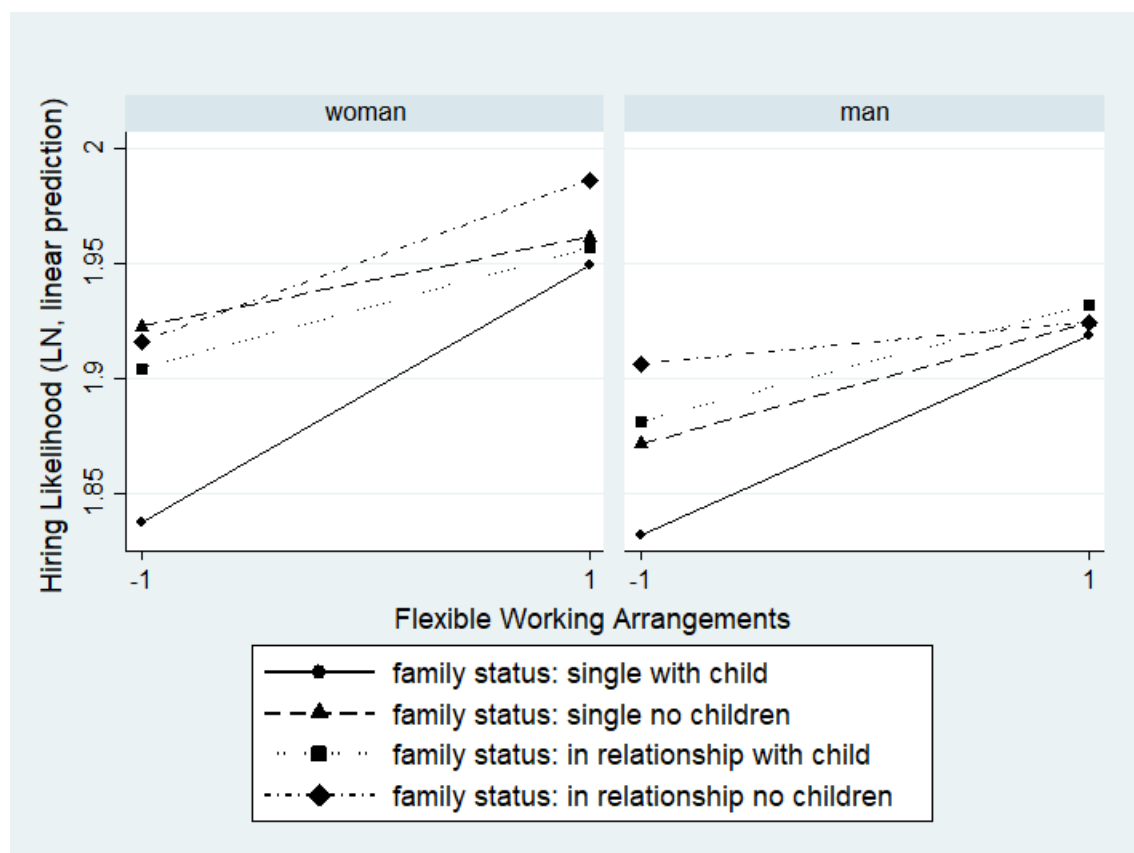 woman
man
Hiring Likelihood (LN, linear prediction)
2
1.95
1.9
1.85
-1
1
-1
1
Flexible Working Arrangements
family status: single with child
family status: single no children
family status: in relationship with child
family status: in relationship no children